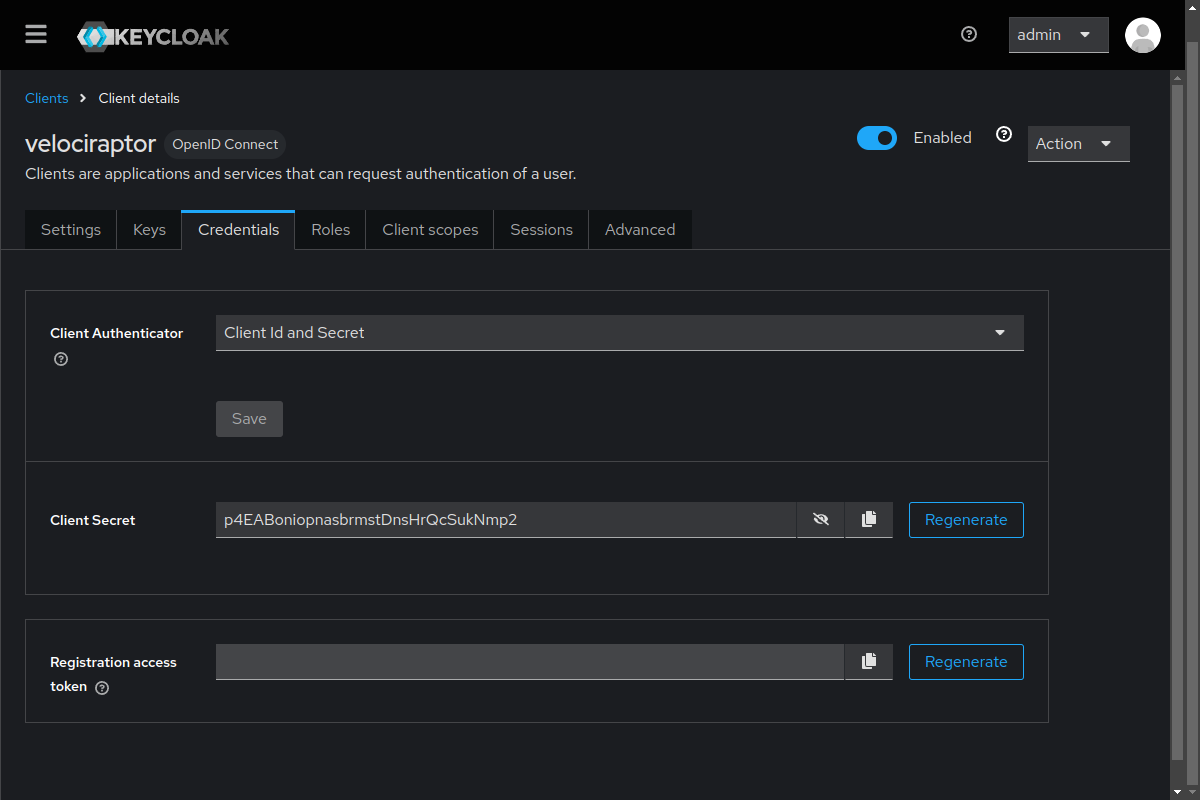 KEYCLOAK
admin
Clients > Client details
velociraptor OpenID Connect
Enabled
Action
Clients are applications and services that can request authentication of a user.
Settings Keys Credentials Roles Client scopes Sessions Advanced
Client Authenticator
Client Id and Secret
Save
Client Secret
p4EABoniopnasbrmstDnsHrQcSukNmp2
Regenerate
Registration access
token
Regenerate